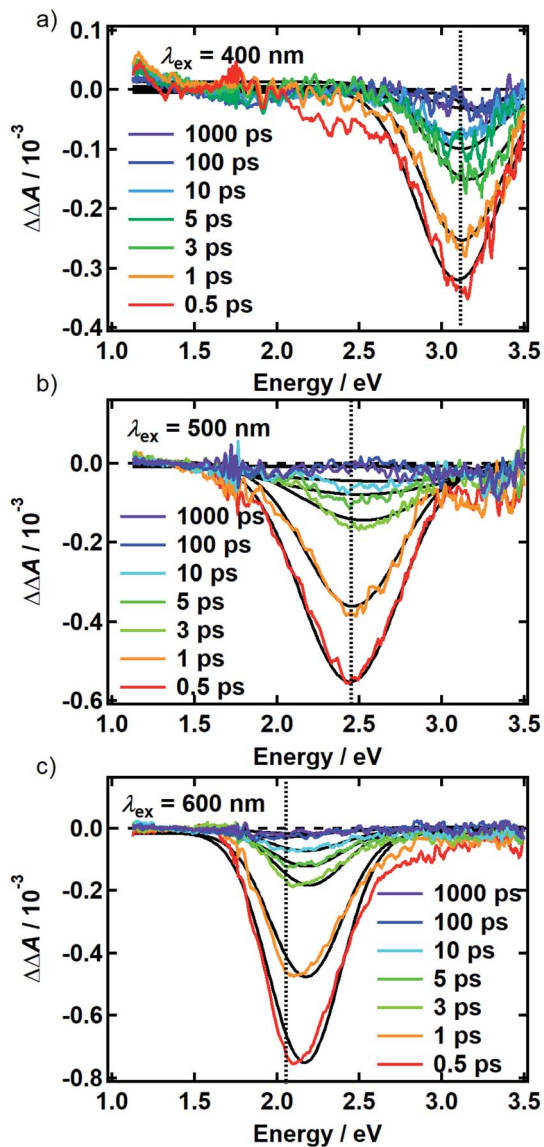 a)
0.1
0.0
-0.1
-0.2
-0.3
-0.4
ΔΔA / 10⁻³
λex = 400 nm
1000 ps
100 ps
10 ps
5 ps
3 ps
1 ps
0.5 ps
1.0 1.5 2.0 2.5 3.0 3.5
Energy / eV
b)
0.0
-0.2
-0.4
-0.6
ΔΔA / 10⁻³
λex = 500 nm
1000 ps
100 ps
10 ps
5 ps
3 ps
1 ps
0.5 ps
1.0 1.5 2.0 2.5 3.0 3.5
Energy / eV
c)
0.0
-0.2
-0.4
-0.6
-0.8
ΔΔA / 10⁻³
λex = 600 nm
1000 ps
100 ps
10 ps
5 ps
3 ps
1 ps
0.5 ps
1.0 1.5 2.0 2.5 3.0 3.5
Energy / eV